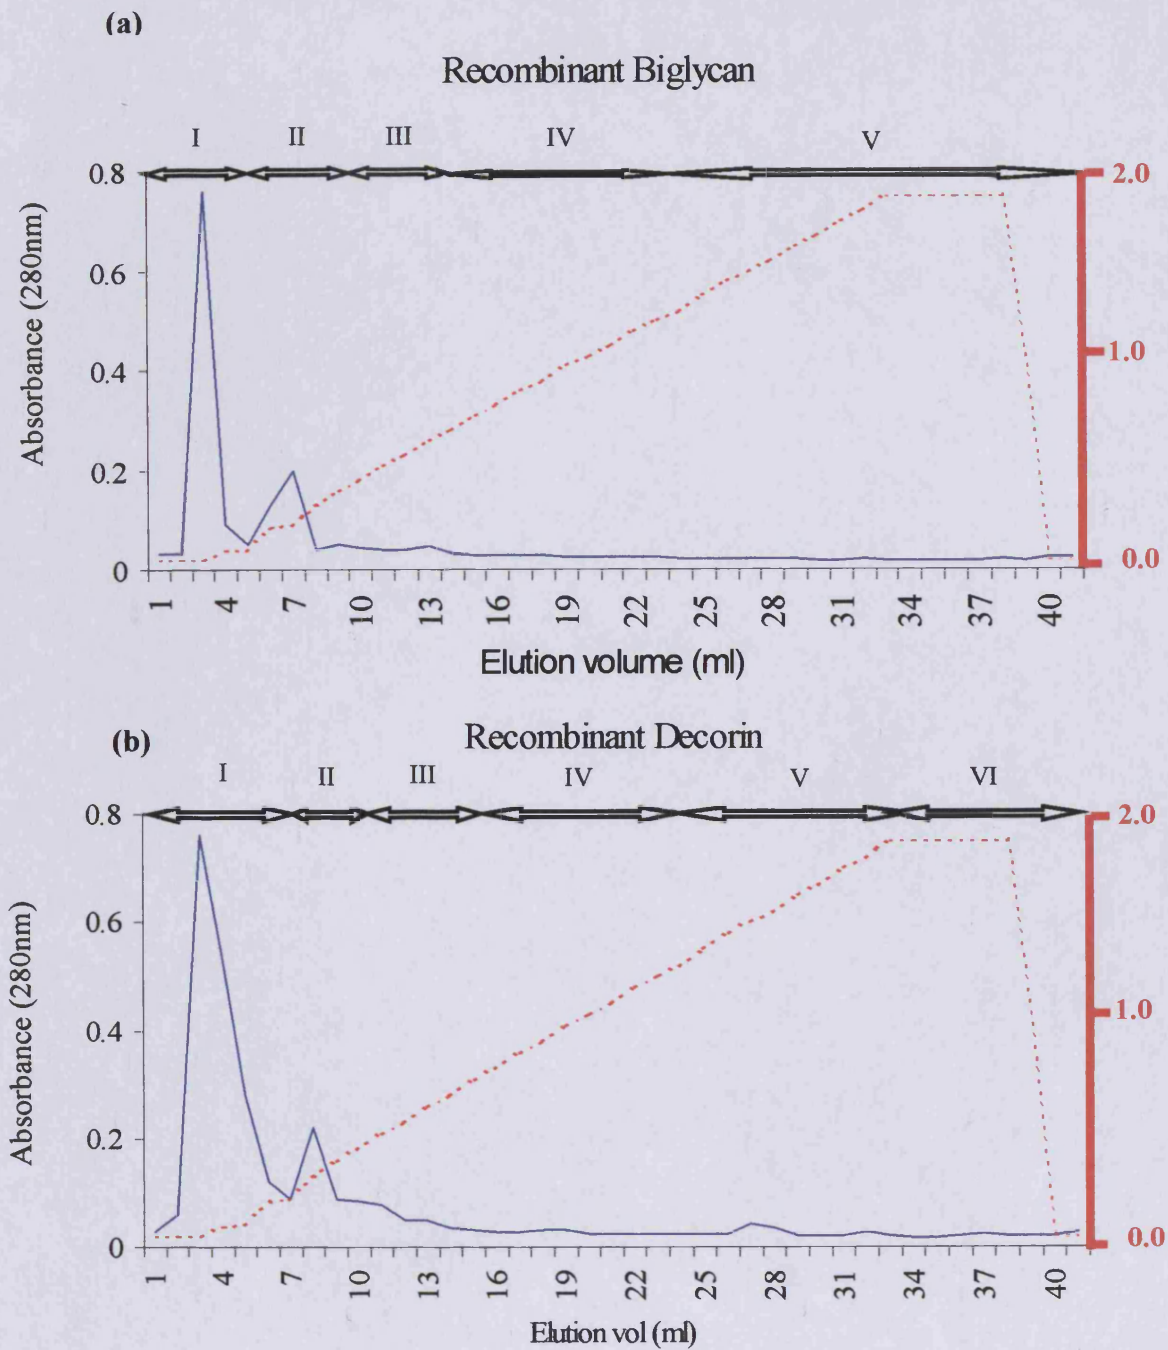 (a)
Recombinant Biglycan
I II III IV V
0.8
0.6
0.4
0.2
0
Absorbance (280nm)
2.0
1.0
0.0
1 4 7 10 13 16 19 22 25 28 31 34 37 40
Elution volume (ml)
(b)
Recombinant Decorin
I II III IV V VI
0.8
0.6
0.4
0.2
0
Absorbance (280nm)
2.0
1.0
0.0
1 4 7 10 13 16 19 22 25 28 31 34 37 40
Elution vol (ml)